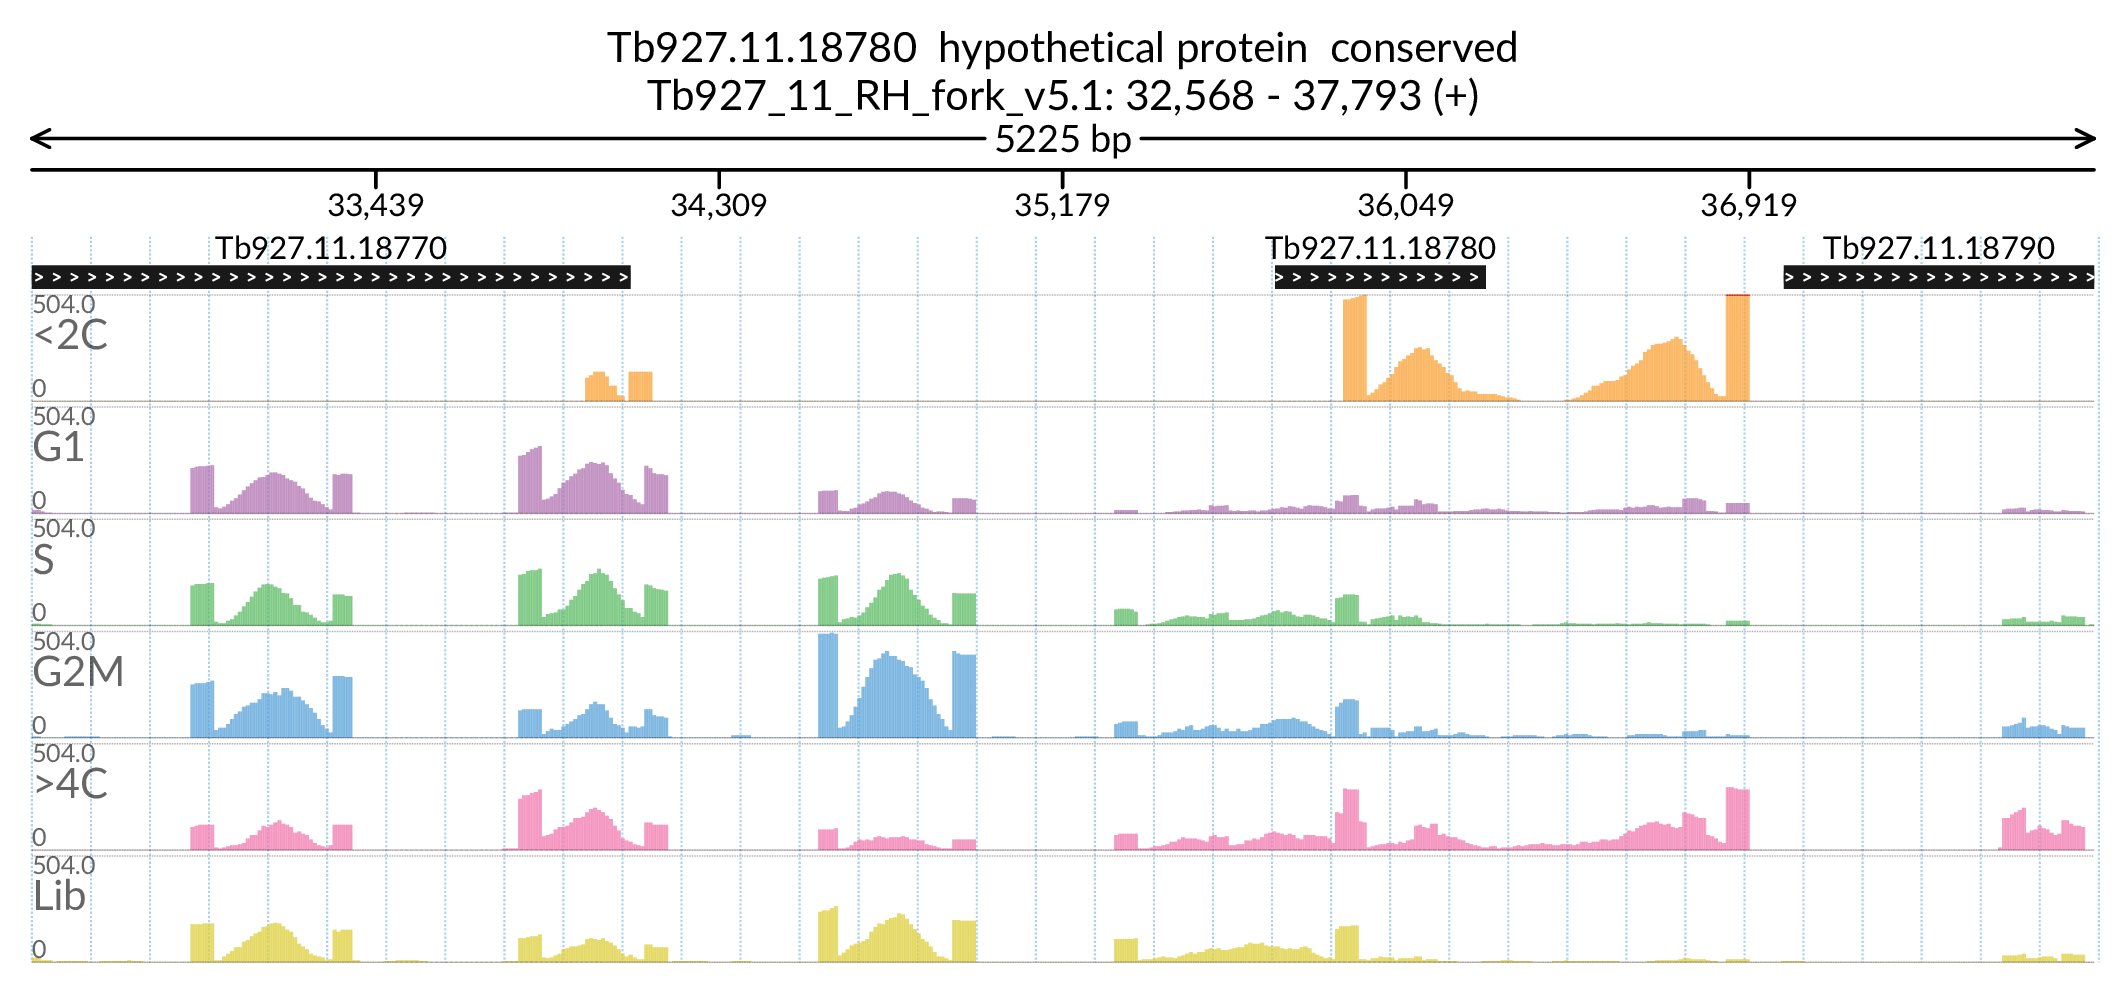 Tb927.11.18780  hypothetical protein  conserved
Tb927_11_RH_fork_v5.1: 32,568 - 37,793 (+)
5225 bp
33,439 34,309 35,179 36,049 36,919
Tb927.11.18770 Tb927.11.18780 Tb927.11.18790
504.0
<2C
0
504.0
G1
0
504.0
S
0
504.0
G2M
0
504.0
>4C
0
504.0
Lib
0